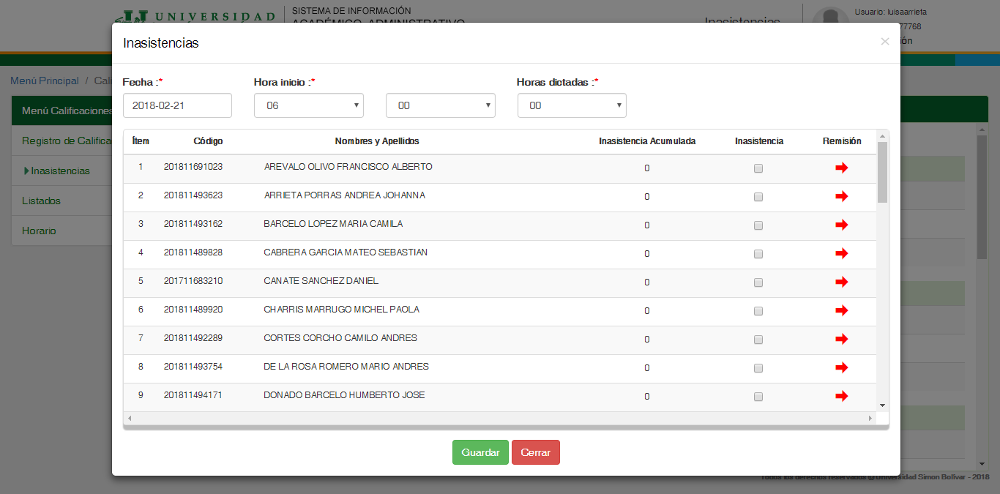 UNIVERSIDAD
SISTEMA DE INFORMACIÓN
ACADÉMICO ADMINISTRATIVO
Inasistencias
Usuario: luisaarrieta
77768
Menú Principal / Cali
Menú Calificaciones
Registro de Califica
Inasistencias
Listados
Horario
Inasistencias
×
Fecha :* Hora inicio :* Horas dictadas :*
2018-02-21 06 00 00
Ítem Código Nombres y Apellidos Inasistencia Acumulada Inasistencia Remisión
1 201811691023 AREVALO OLIVO FRANCISCO ALBERTO 0
2 201811493623 ARRIETA PORRAS ANDREA JOHANNA 0
3 201811493162 BARCELO LOPEZ MARIA CAMILA 0
4 201811489828 CABRERA GARCIA MATEO SEBASTIAN 0
5 201711683210 CANATE SANCHEZ DANIEL 0
6 201811489920 CHARRIS MARRUGO MICHEL PAOLA 0
7 201811492289 CORTES CORCHO CAMILO ANDRES 0
8 201811493754 DE LA ROSA ROMERO MARIO ANDRES 0
9 201811494171 DONADO BARCELO HUMBERTO JOSE 0
Guardar Cerrar
Todos los derechos reservados @ Universidad Simon Bolivar - 2018